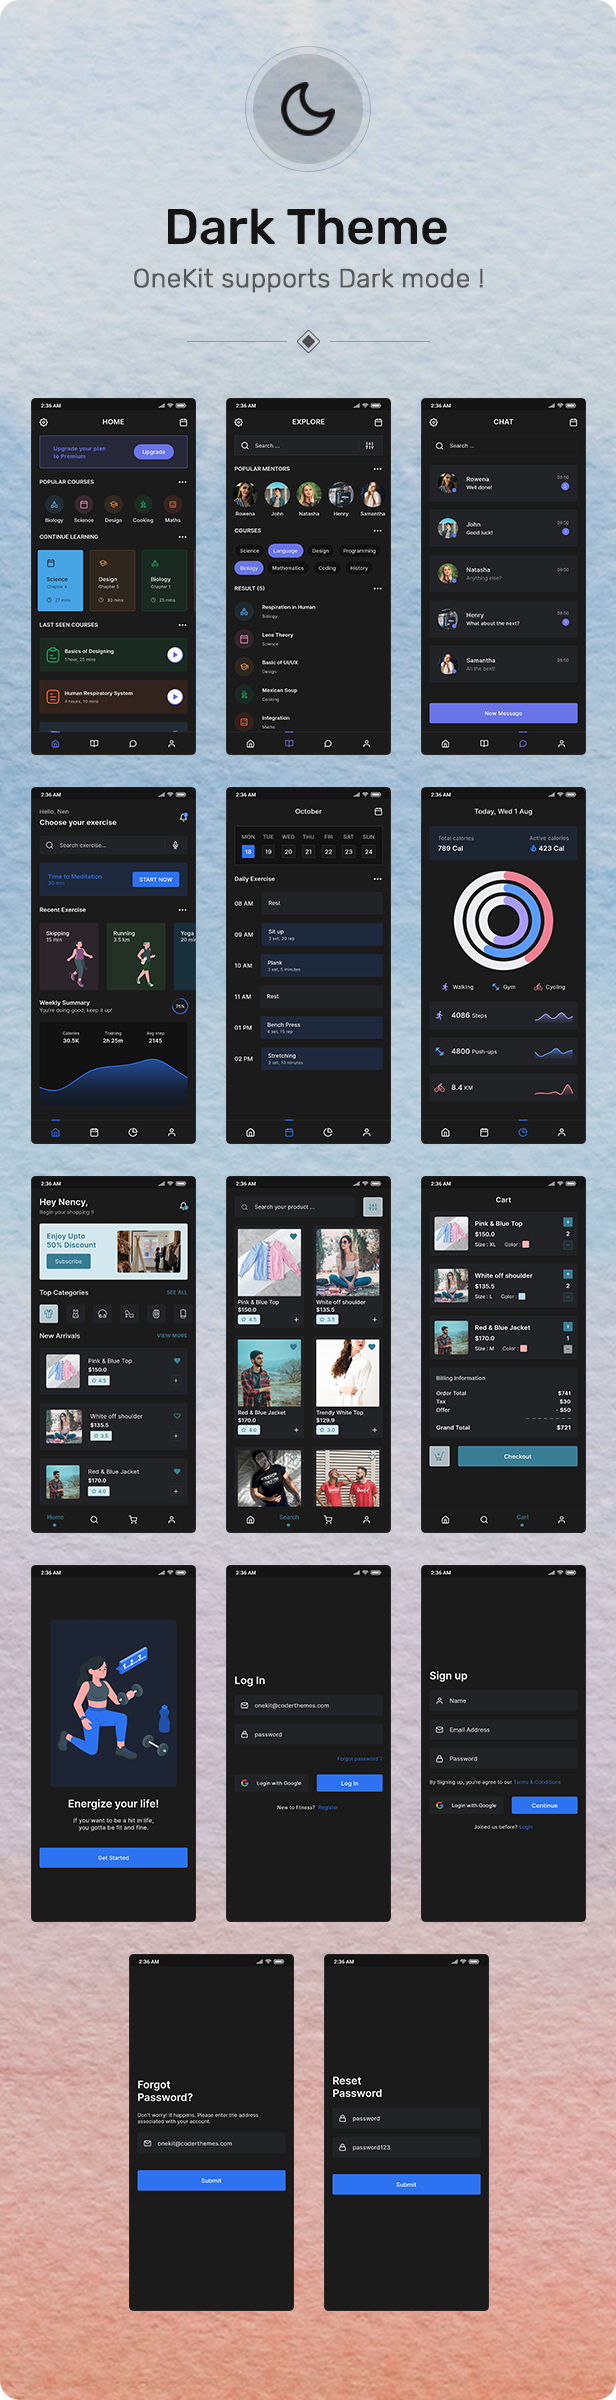 Dark Theme
OneKit supports Dark mode !
2:36 AM
HOME
Upgrade your plan
to Premium
Upgrade
POPULAR COURSES
Biology Science Design Cooking Maths
CONTINUE LEARNING
Science Design Biology
Chapter 4 Chapter 5 Chapter 1
27 mins 30 mins 25 mins
LAST SEEN COURSES
Basics of Designing
1 hour, 25 mins
Human Respiratory System
4 hours, 10 mins
2:36 AM
EXPLORE
Search ...
POPULAR MENTORS
Rowena John Natasha Henry Samantha
COURSES
Science Language Design Programming
Biology Mathematics Coding History
RESULT (5)
Respiration in Human
Biology
Lens Theory
Science
Basic of UI/UX
Design
Mexican Soup
Cooking
Integration
Maths
2:36 AM
CHAT
Search ...
Rowena 09:50
Well done! 2
John 09:50
Good luck! 1
Natasha 09:50
Anything else?
Henry 09:50
What about the next? 1
Samantha 09:50
All the best!
New Message
2:36 AM
Hello, Nen
Choose your exercise
Search exercise...
Time to Meditation
30 min
START NOW
Recent Exercise
Skipping Running Yoga
15 min 3.5 km 20 min
Weekly Summary
You're doing good, keep it up!
75%
Calories Training Avg step
30.5K 2h 25m 2145
2:36 AM
October
MON TUE WED THU FRI SAT SUN
18 19 20 21 22 23 24
Daily Exercise
08 AM Rest
09 AM Sit up
3 set, 20 rep
10 AM Plank
3 set, 5 minutes
11 AM Rest
01 PM Bench Press
4 set, 15 rep
02 PM Stretching
3 set, 10 minutes
2:36 AM
Today, Wed 1 Aug
Total calories Active calories
789 Cal 423 Cal
Walking Gym Cycling
4086 Steps
4800 Push-ups
8.4 KM
2:36 AM
Hey Nency,
Begin your shopping !!
Enjoy Upto
50% Discount
Subscribe
Top Categories SEE ALL
New Arrivals VIEW MORE
Pink & Blue Top
$150.0
4.5
White off shoulder
$135.5
3.5
Red & Blue Jacket
$170.0
4.0
Home
2:36 AM
Search your product ...
Pink & Blue Top White off shoulder
$150.0 $135.5
4.5 + 3.5 +
Red & Blue Jacket Trendy White Top
$170.0 $129.9
4.0 + 3.0 +
Search
2:36 AM
Cart
Pink & Blue Top
$150.0 2
Size : XL Color :
White off shoulder
$135.5 2
Size : L Color :
Red & Blue Jacket
$170.0 1
Size : M Color :
Billing Information
Order Total $741
Tax $30
Offer - $50
Grand Total $721
Checkout
Cart
2:36 AM
1...2...3...
Energize your life!
If you want to be a hit in life,
you gotta be fit and fine.
Get Started
2:36 AM
Log In
onekit@coderthemes.com
password
Forgot password ?
Login with Google Log In
New to fitness? Register
2:36 AM
Sign up
Name
Email Address
Password
By Signing up, you're agree to our Terms & Conditions
Login with Google Continue
Joined us before? Login
2:36 AM
Forgot
Password?
Don't worry! It happens. Please enter the address
associated with your account.
onekit@coderthemes.com
Submit
2:36 AM
Reset
Password
password
password123
Submit